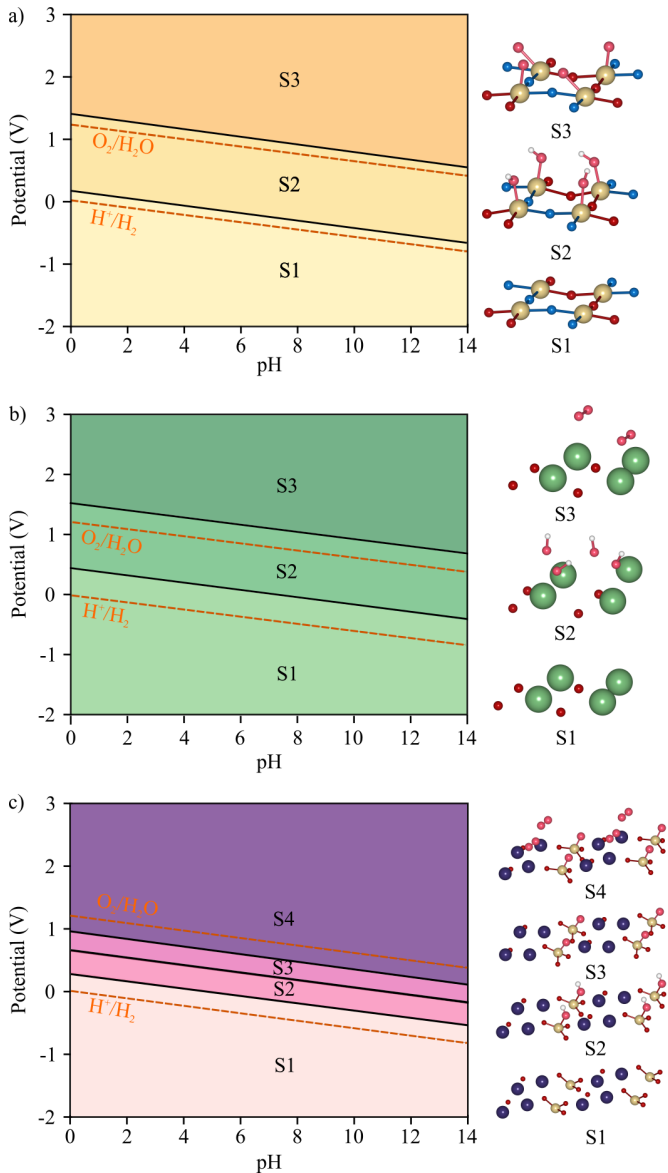 a)
3
2
1
0
-1
-2
Potential (V)
S3
O₂/H₂O
S2
H⁺/H₂
S1
0 2 4 6 8 10 12 14
pH
S3
S2
S1
b)
3
2
1
0
-1
-2
Potential (V)
S3
O₂/H₂O
S2
H⁺/H₂
S1
0 2 4 6 8 10 12 14
pH
S3
S2
S1
c)
3
2
1
0
-1
-2
Potential (V)
O₂/H₂O
S4
S3
S2
H⁺/H₂
S1
0 2 4 6 8 10 12 14
pH
S4
S3
S2
S1